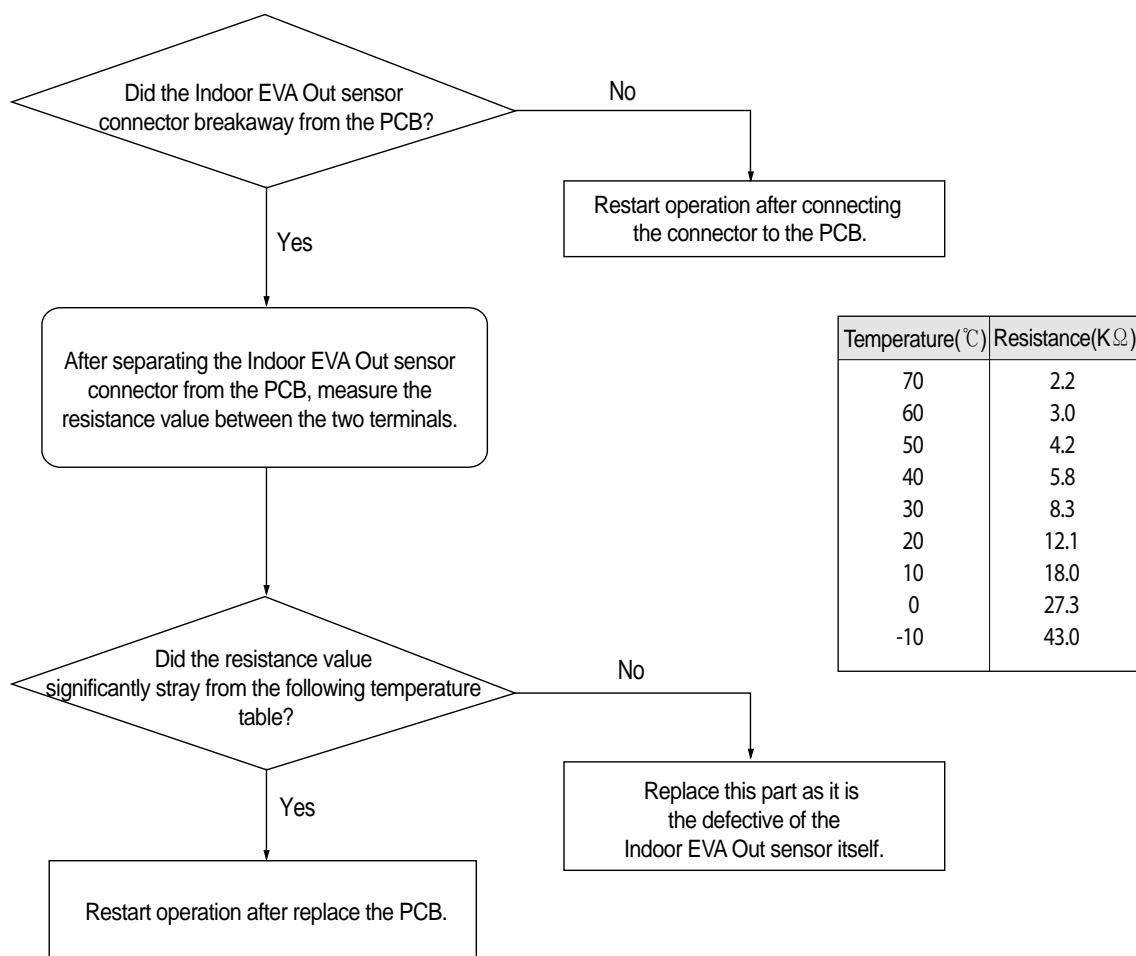 Did the Indoor EVA Out sensor
connector breakaway from the PCB?
No
Restart operation after connecting
the connector to the PCB.
Yes
After separating the Indoor EVA Out sensor
connector from the PCB, measure the
resistance value between the two terminals.
Temperature(℃) Resistance(KΩ)
70 2.2
60 3.0
50 4.2
40 5.8
30 8.3
20 12.1
10 18.0
0 27.3
-10 43.0
Did the resistance value
significantly stray from the following temperature
table?
No
Replace this part as it is
the defective of the
Indoor EVA Out sensor itself.
Yes
Restart operation after replace the PCB.